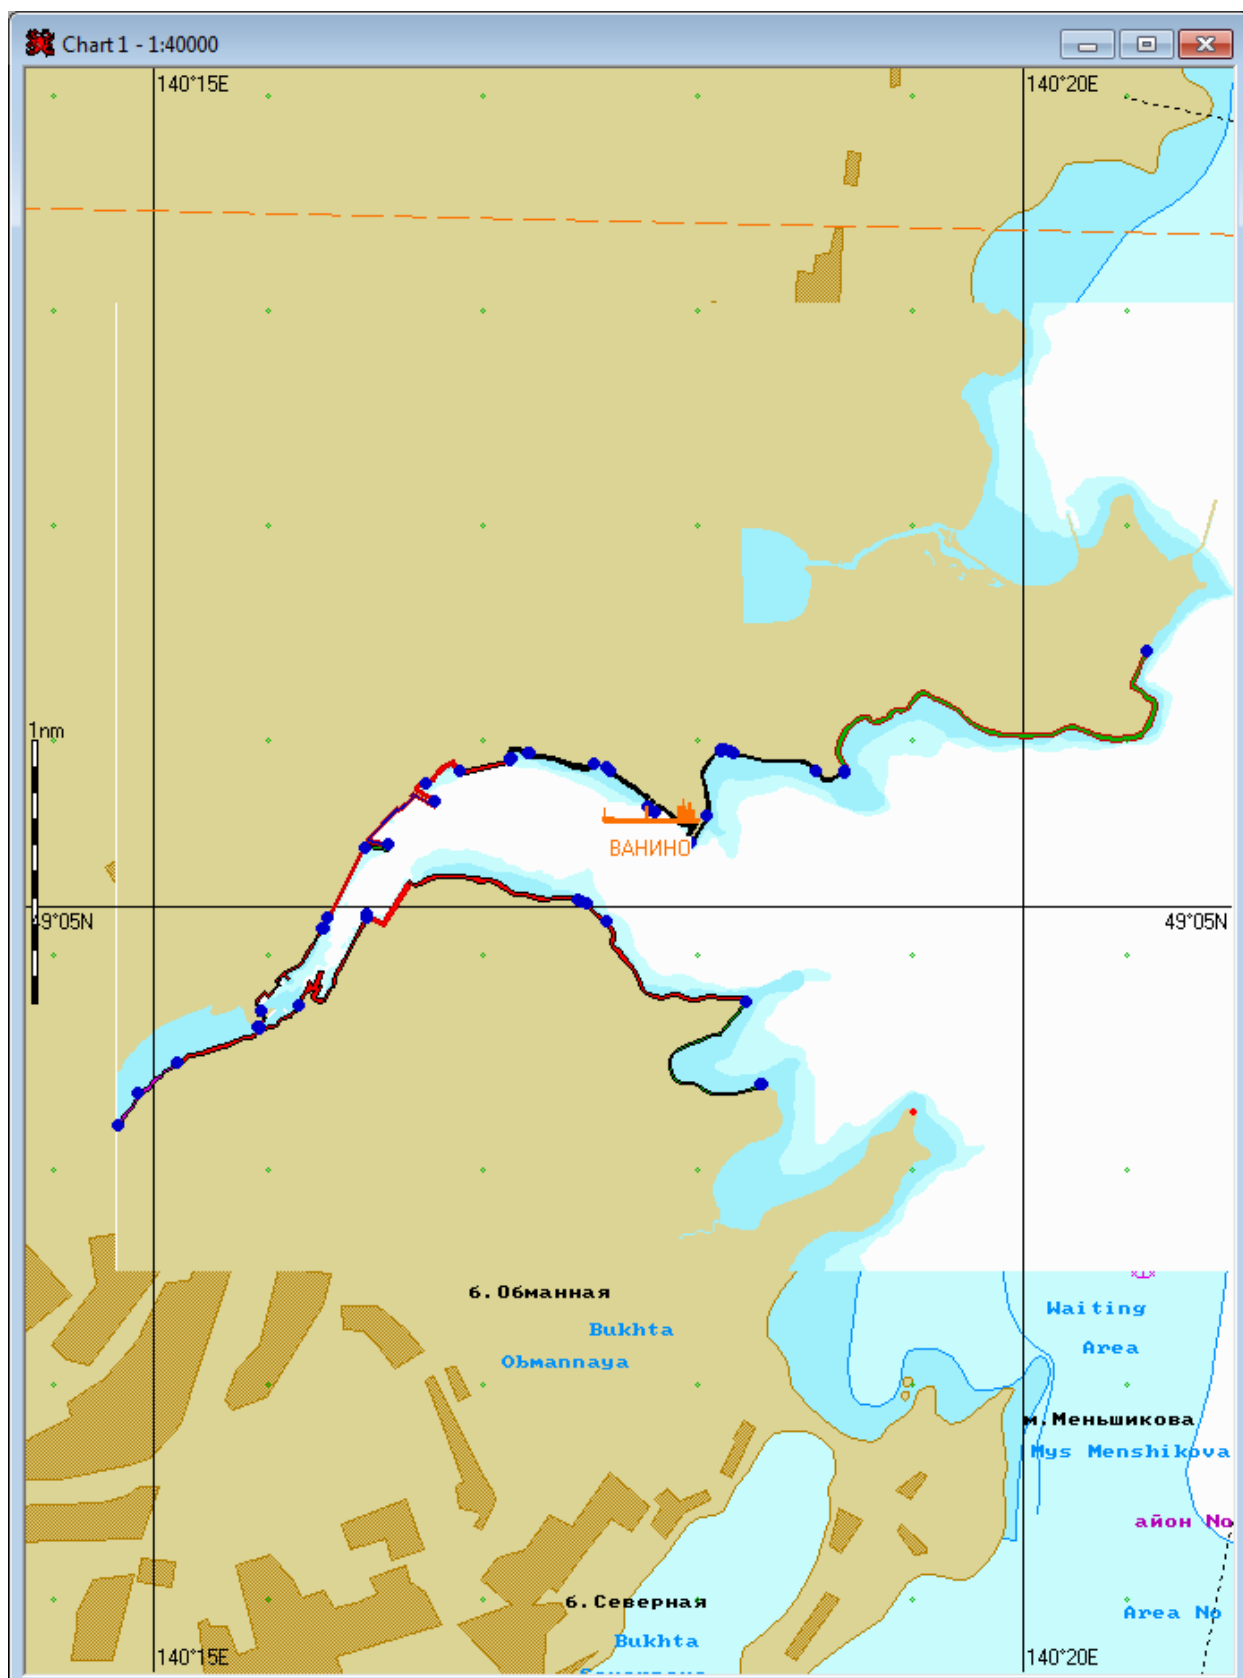 Chart 1 - 1:40000
140°15E
140°20E
1nm
ВАНИНО
49°05N
49°05N
б.Обманная
Bukhta
Obmannaya
Waiting
Area
м.Меньшикова
Mys Menshikova
айон No
б.Северная
Bukhta
Area No
140°15E
140°20E